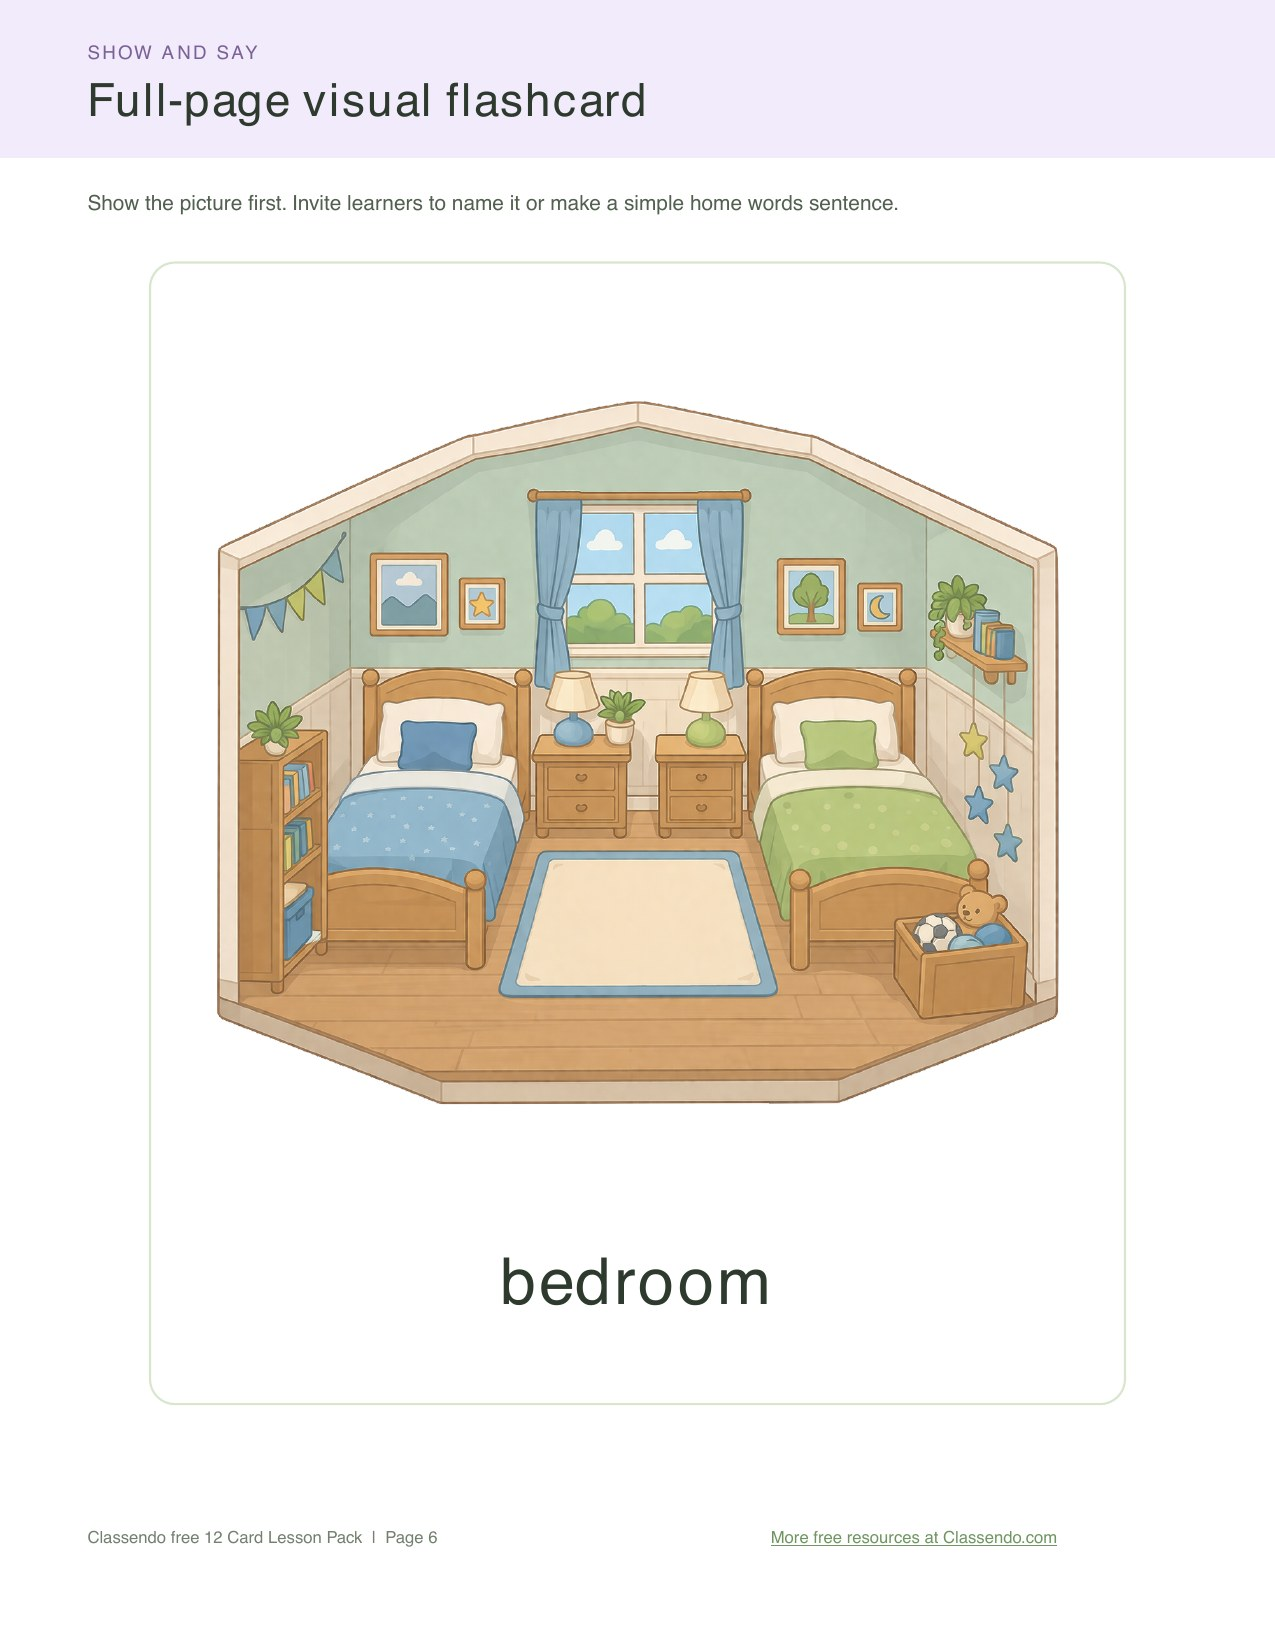 SHOW AND SAY
Full-page visual flashcard
Show the picture first. Invite learners to name it or make a simple home words sentence.
bedroom
Classendo free 12 Card Lesson Pack | Page 6
More free resources at Classendo.com